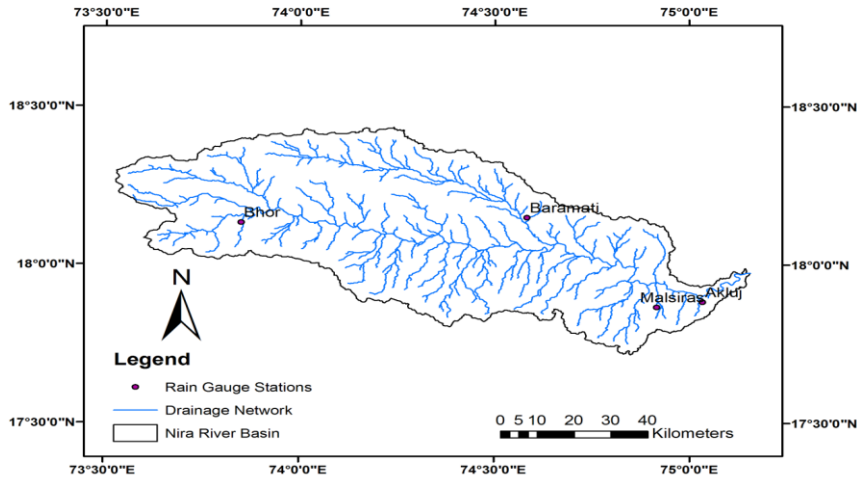 73°30'0"E 74°0'0"E 74°30'0"E 75°0'0"E
18°30'0"N 18°30'0"N
Baramati
Bhor
18°0'0"N 18°0'0"N
N
Malsiras Akluj
Legend
Rain Gauge Stations
Drainage Network
Nira River Basin
17°30'0"N 17°30'0"N
0 5 10 20 30 40
Kilometers
73°30'0"E 74°0'0"E 74°30'0"E 75°0'0"E